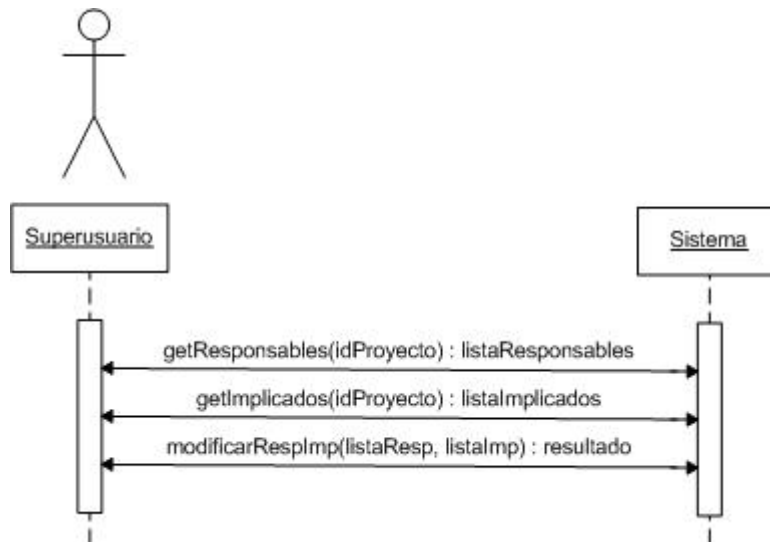 Superusuario
Sistema
getResponsables(idProyecto) : listaResponsables
getImplicados(idProyecto) : listaImplicados
modificarRespImp(listaResp, listaImp) : resultado